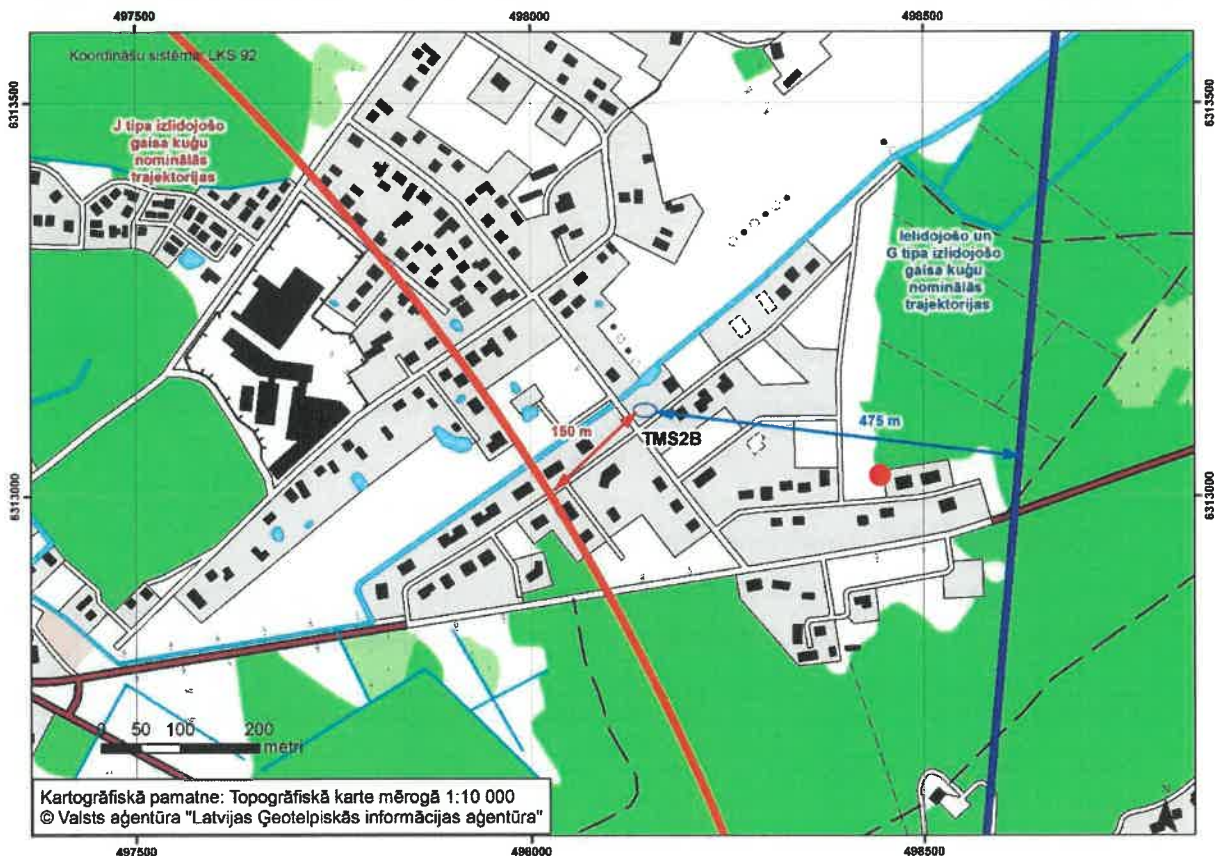 497500
498000
498500
Koordināšu sistēma: LKS 92
6313500
6313500
J tipa izlidojošo
gaisa kuģu
nominālās
trajektorijas
Ielidojošo un
G tipa izlidojošo
gaisa kuģu
nominālās
trajektorijas
150 m
TMS2B
475 m
6313000
6313000
0 50 100 200
metri
Kartogrāfiskā pamatne: Topogrāfiskā karte mērogā 1:10 000
© Valsts aģentūra "Latvijas Ģeotelpiskās informācijas aģentūra"
497500
498000
498500